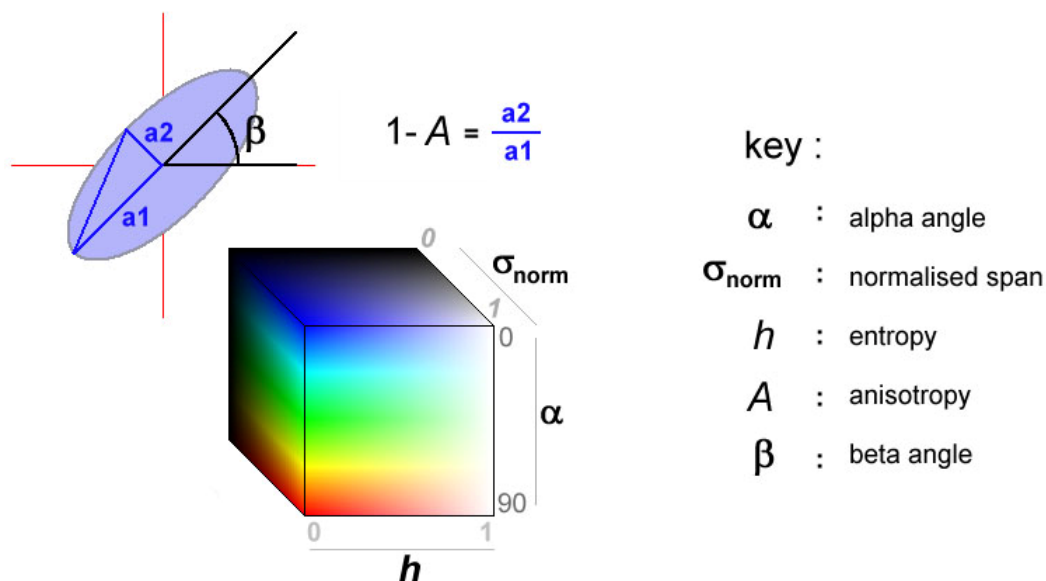 a2
β
a1
1- A = a2
a1
key :
α : alpha angle
σnorm : normalised span
h : entropy
A : anisotropy
β : beta angle
0
σnorm
1
0
α
90
0 1
h